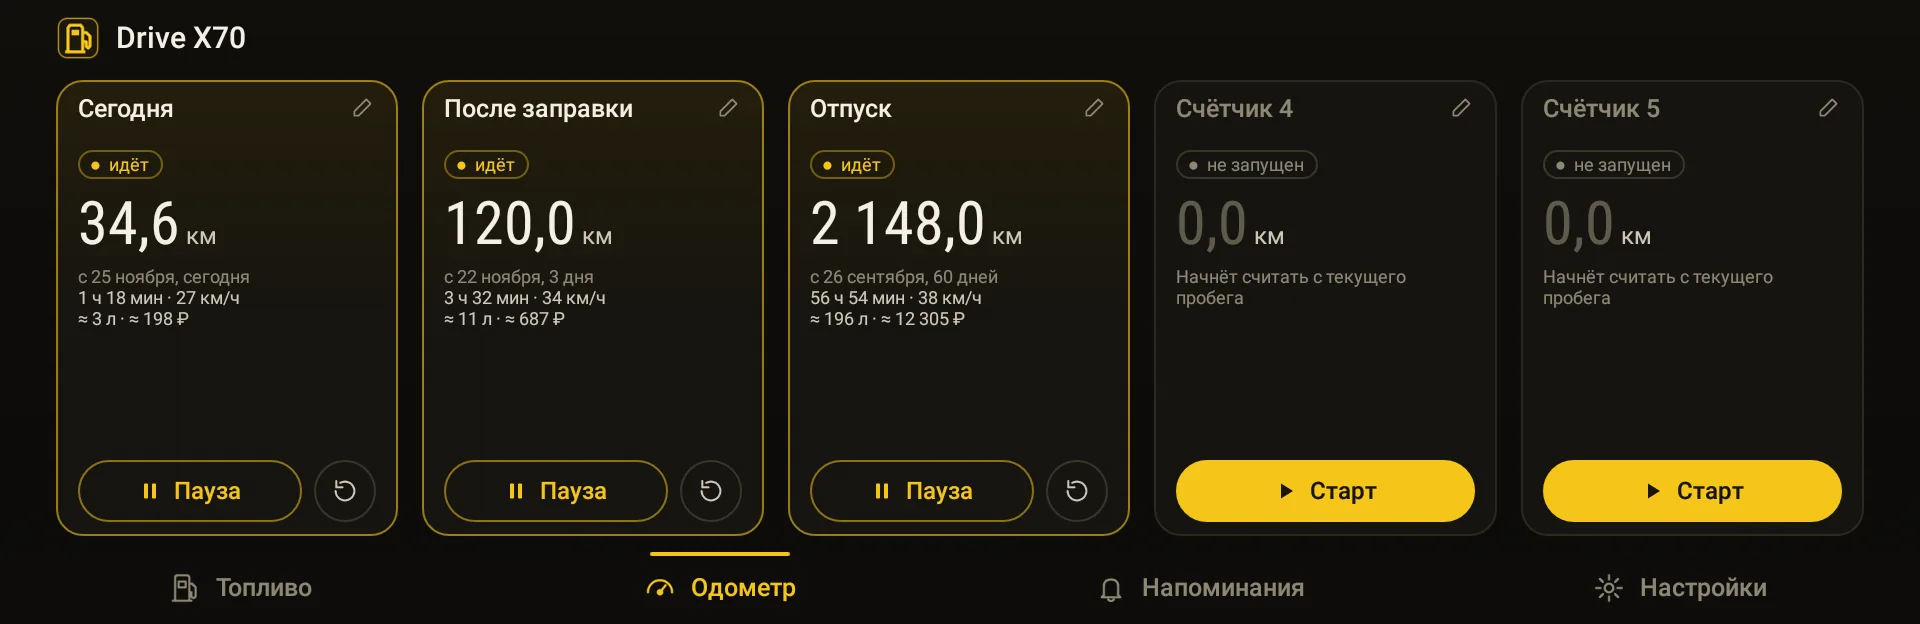 Drive X70
Сегодня
идёт
34,6 км
с 25 ноября, сегодня
1 ч 18 мин · 27 км/ч
≈ 3 л · ≈ 198 ₽
Пауза
После заправки
идёт
120,0 км
с 22 ноября, 3 дня
3 ч 32 мин · 34 км/ч
≈ 11 л · ≈ 687 ₽
Пауза
Отпуск
идёт
2 148,0 км
с 26 сентября, 60 дней
56 ч 54 мин · 38 км/ч
≈ 196 л · ≈ 12 305 ₽
Пауза
Счётчик 4
не запущен
0,0 км
Начнёт считать с текущего
пробега
Старт
Счётчик 5
не запущен
0,0 км
Начнёт считать с текущего
пробега
Старт
Топливо
Одометр
Напоминания
Настройки